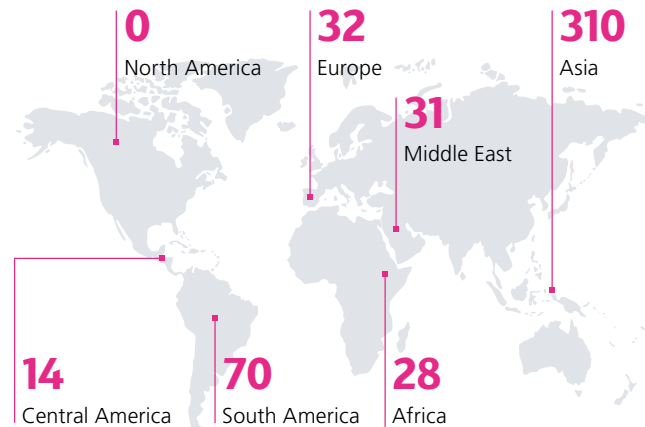 0
North America
32
Europe
310
Asia
31
Middle East
14
Central America
70
South America
28
Africa